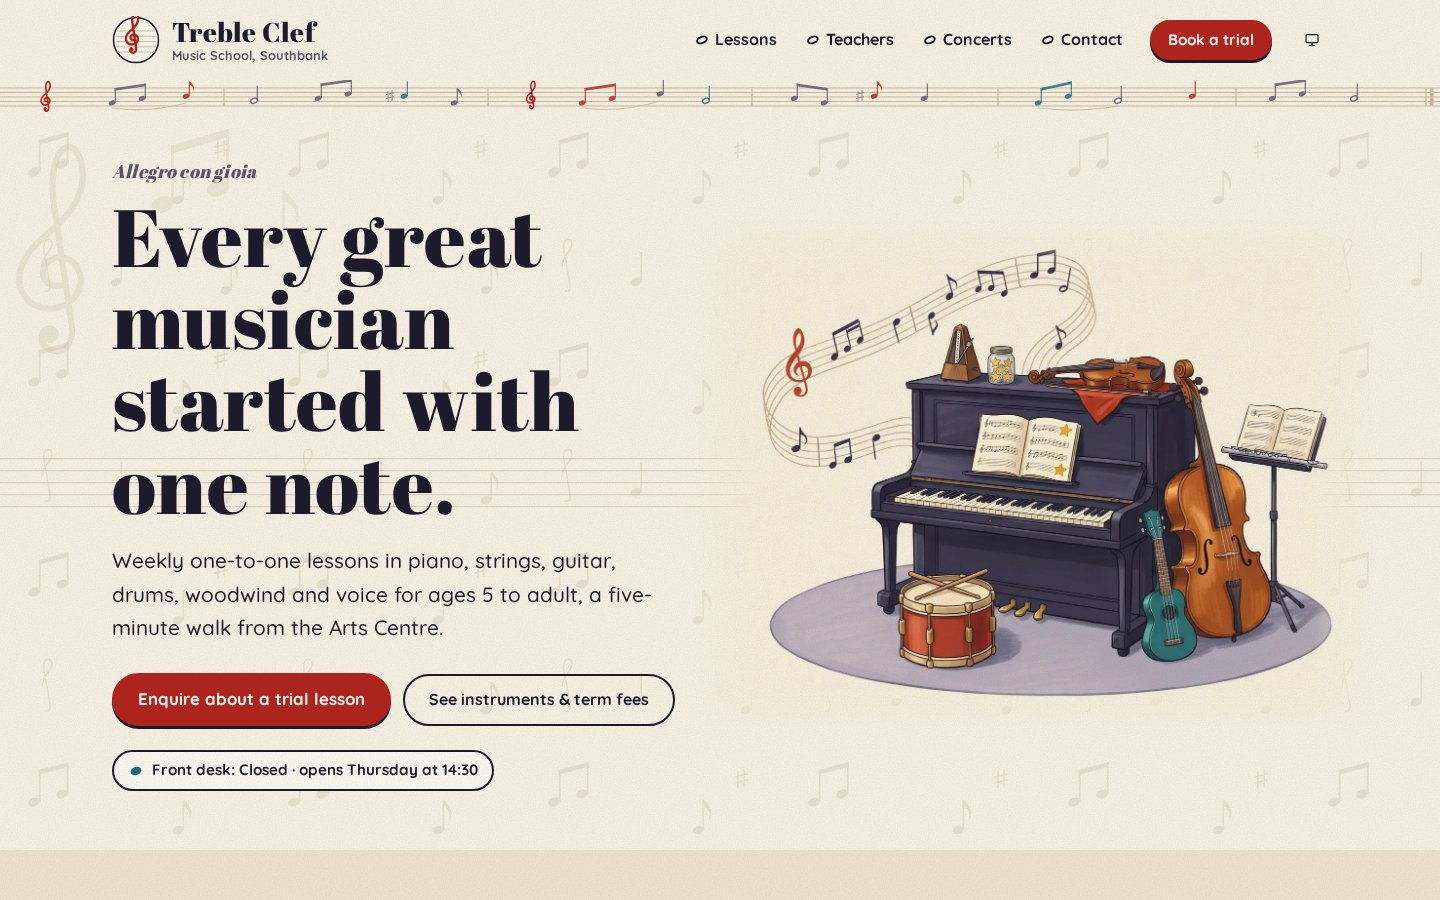 Treble Clef
Music School, Southbank
Lessons
Teachers
Concerts
Contact
Book a trial
Allegro con gioia
Every great
musician
started with
one note.
Weekly one-to-one lessons in piano, strings, guitar,
drums, woodwind and voice for ages 5 to adult, a five-
minute walk from the Arts Centre.
Enquire about a trial lesson
See instruments & term fees
Front desk: Closed · opens Thursday at 14:30